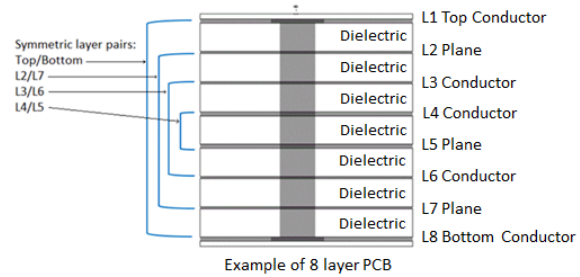 Symmetric layer pairs:
Top/Bottom
L2/L7
L3/L6
L4/L5
L1 Top Conductor
Dielectric
L2 Plane
Dielectric
L3 Conductor
Dielectric
L4 Conductor
Dielectric
L5 Plane
Dielectric
L6 Conductor
Dielectric
L7 Plane
Dielectric
L8 Bottom Conductor
Example of 8 layer PCB